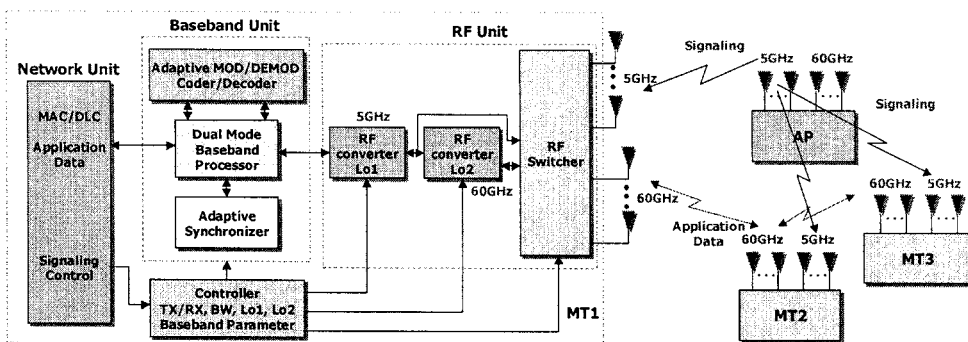 Baseband Unit
RF Unit
Network Unit
MAC/DLC
Application
Data
Signaling
Control
Adaptive MOD/DEMOD
Coder/Decoder
Dual Mode
Baseband
Processor
Adaptive
Synchronizer
Controller
TX/RX, BW, Lo1, Lo2
Baseband Parameter
5GHz
RF
converter
Lo1
RF
converter
Lo2
60GHz
RF
Switcher
MT1
5GHz
60GHz
Signaling
5GHz
60GHz
AP
Signaling
Application
Data
60GHz
5GHz
MT2
60GHz
5GHz
MT3